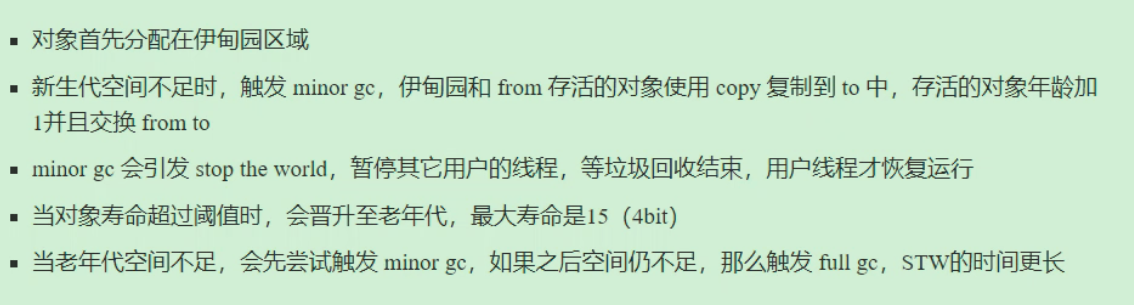 ▪ 对象首先分配在伊甸园区域
▪ 新生代空间不足时，触发 minor gc，伊甸园和 from 存活的对象使用 copy 复制到 to 中，存活的对象年龄加
1并且交换 from to
▪ minor gc 会引发 stop the world，暂停其它用户的线程，等垃圾回收结束，用户线程才恢复运行
▪ 当对象寿命超过阈值时，会晋升至老年代，最大寿命是15（4bit）
▪ 当老年代空间不足，会先尝试触发 minor gc，如果之后空间仍不足，那么触发 full gc，STW的时间更长